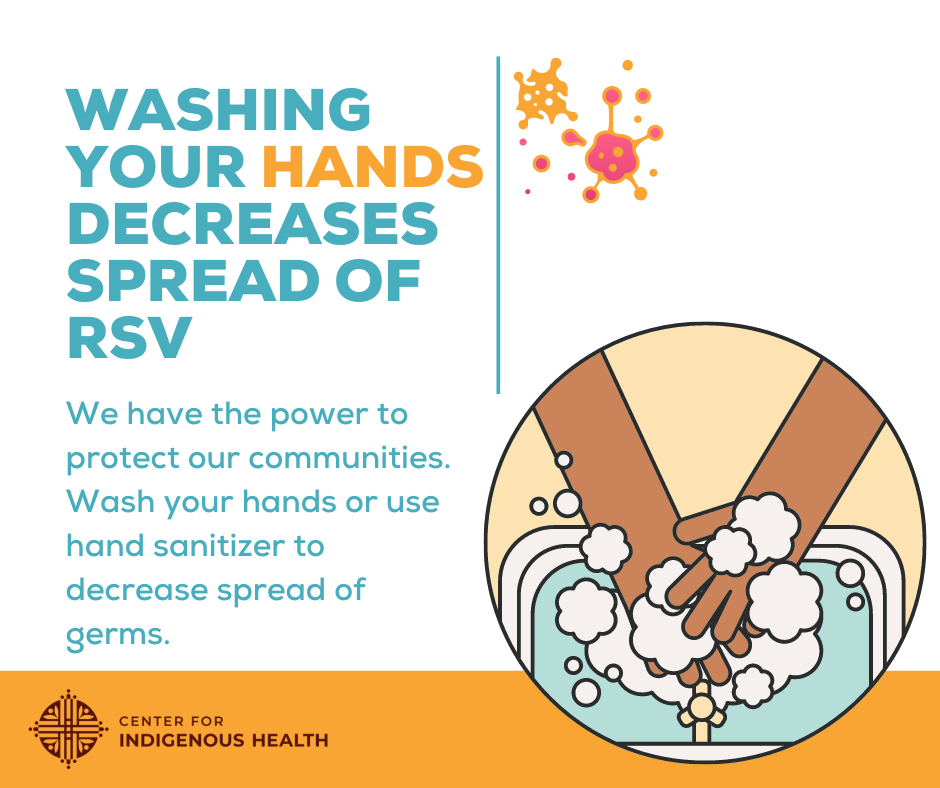 WASHING
YOUR HANDS
DECREASES
SPREAD OF
RSV
We have the power to
protect our communities.
Wash your hands or use
hand sanitizer to
decrease spread of
germs.
CENTER FOR
INDIGENOUS HEALTH